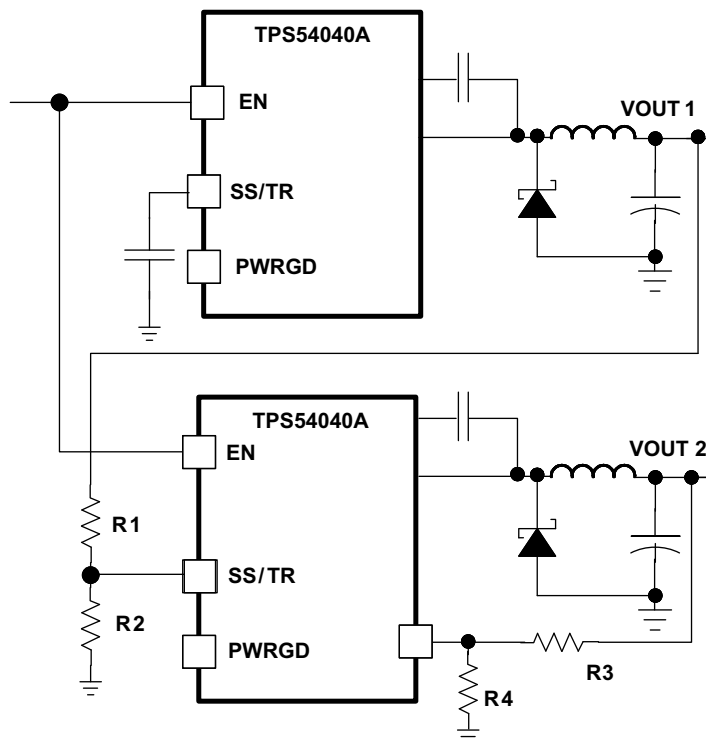 TPS54040A
EN
VOUT 1
SS/TR
PWRGD
TPS54040A
EN
VOUT 2
R1
SS/TR
R2
PWRGD
R3
R4